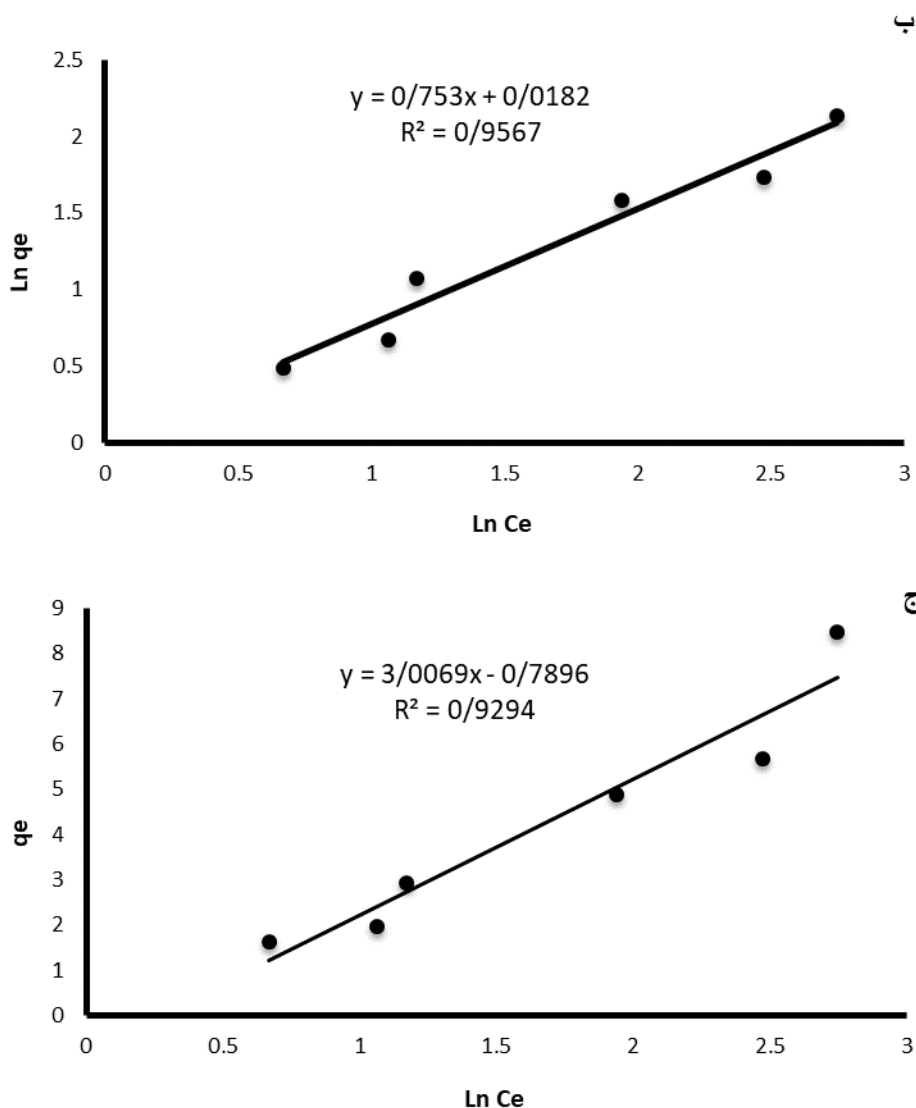 2.5
2
1.5
1
0.5
0
y = 0/753x + 0/0182
R² = 0/9567
Ln qe
0 0.5 1 1.5 2 2.5 3
Ln Ce
9
8
7
6
5
4
3
2
1
0
y = 3/0069x - 0/7896
R² = 0/9294
qe
0 0.5 1 1.5 2 2.5 3
Ln Ce